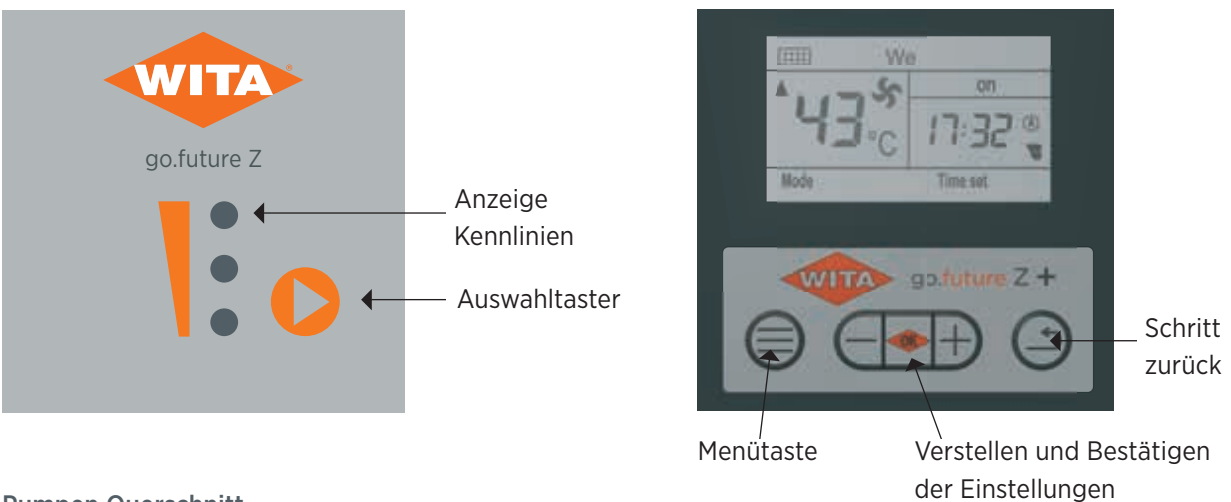 WITA®
go.future Z
Anzeige
Kennlinien
Auswahltaster
We
on
43°C
17:32
Mode
Time set
WITA go.future Z +
OK
Schritt
zurück
Menütaste
Verstellen und Bestätigen
der Einstellungen
Pumpen Querschnitt